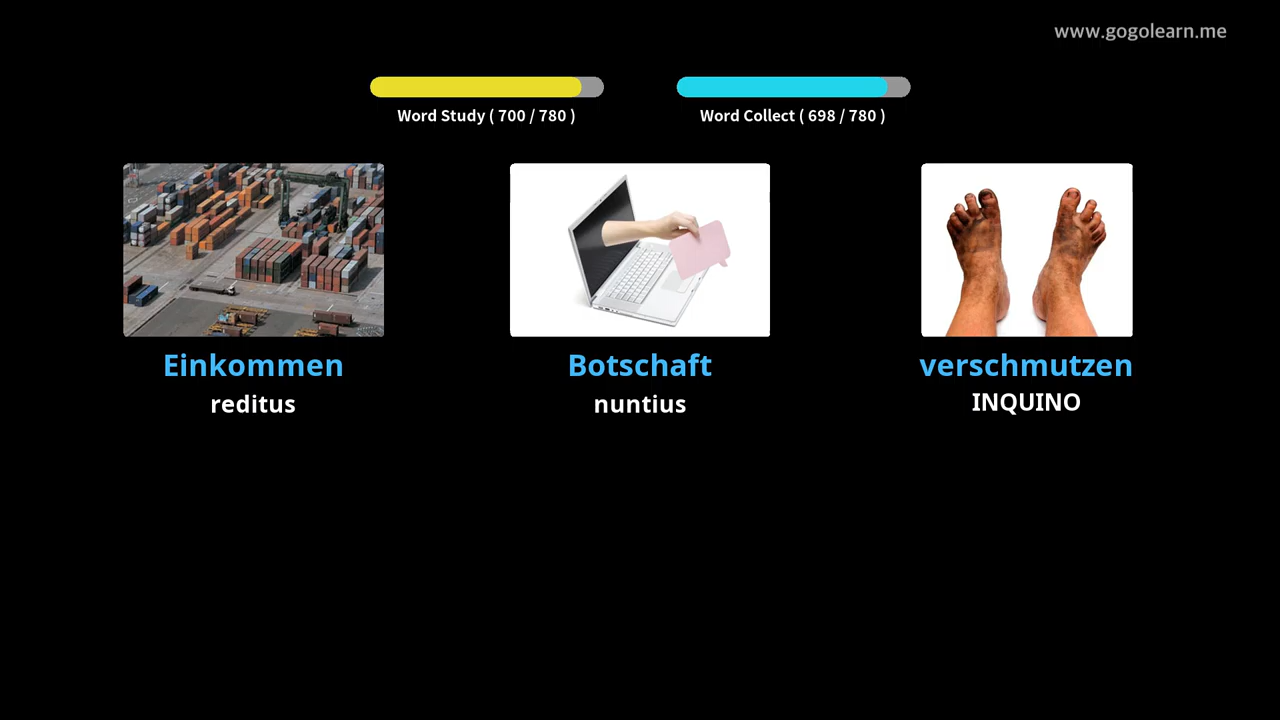 www.gogolearn.me
Word Study ( 700 / 780 )
Word Collect ( 698 / 780 )
Einkommen
reditus
Botschaft
nuntius
verschmutzen
INQUINO